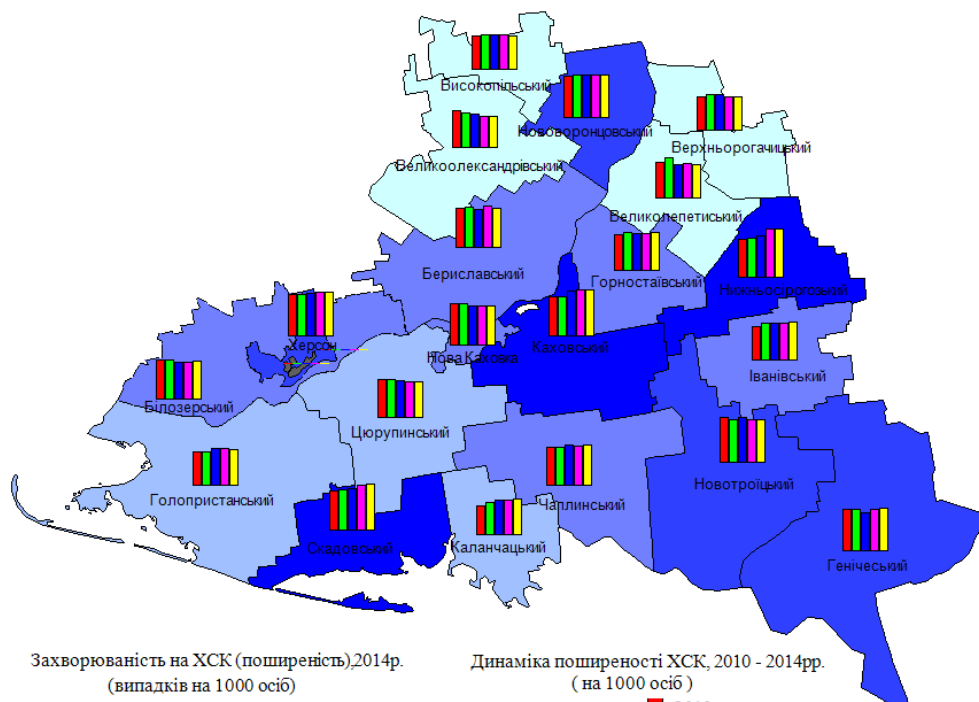 Високопільський
Нововоронцовський
Верхньорогачицький
Великоолександрівський
Великолепетиський
Бериславський
Горностаївський
Нижньосірогозький
Херсон
Нова Каховка
Каховський
Іванівський
Білозерський
Цюрупинський
Голопристанський
Чаплинський
Новотроїцький
Скадовський
Каланчацький
Генічеський
Захворюваність на ХСК (поширеність),2014р.
(випадків на 1000 осіб)
Динаміка поширеності ХСК, 2010 - 2014рр.
( на 1000 осіб )